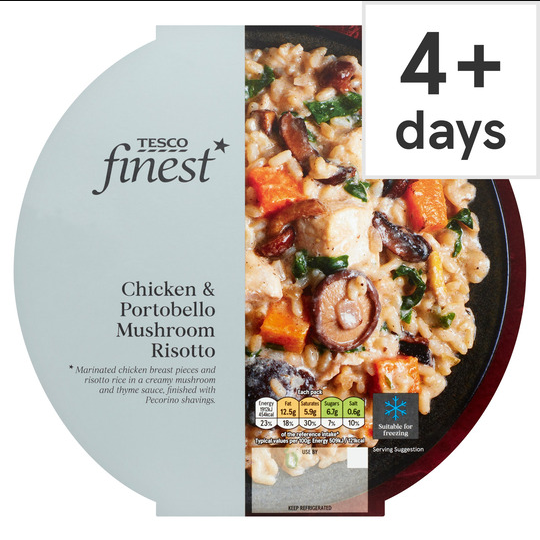 4+
days
TESCO
finest*
Chicken &
Portobello
Mushroom
Risotto
* Marinated chicken breast pieces and
risotto rice in a creamy mushroom
and thyme sauce, finished with
Pecorino shavings.
Each pack
Energy Fat Saturates Sugars Salt
1912kJ
454kcal 12.5g 5.9g 6.7g 0.6g
23% 18% 30% 7% 10%
of the reference intake*
Typical values per 100g: Energy 509kJ/121kcal
Suitable for
freezing
Serving Suggestion
USE BY
KEEP REFRIGERATED